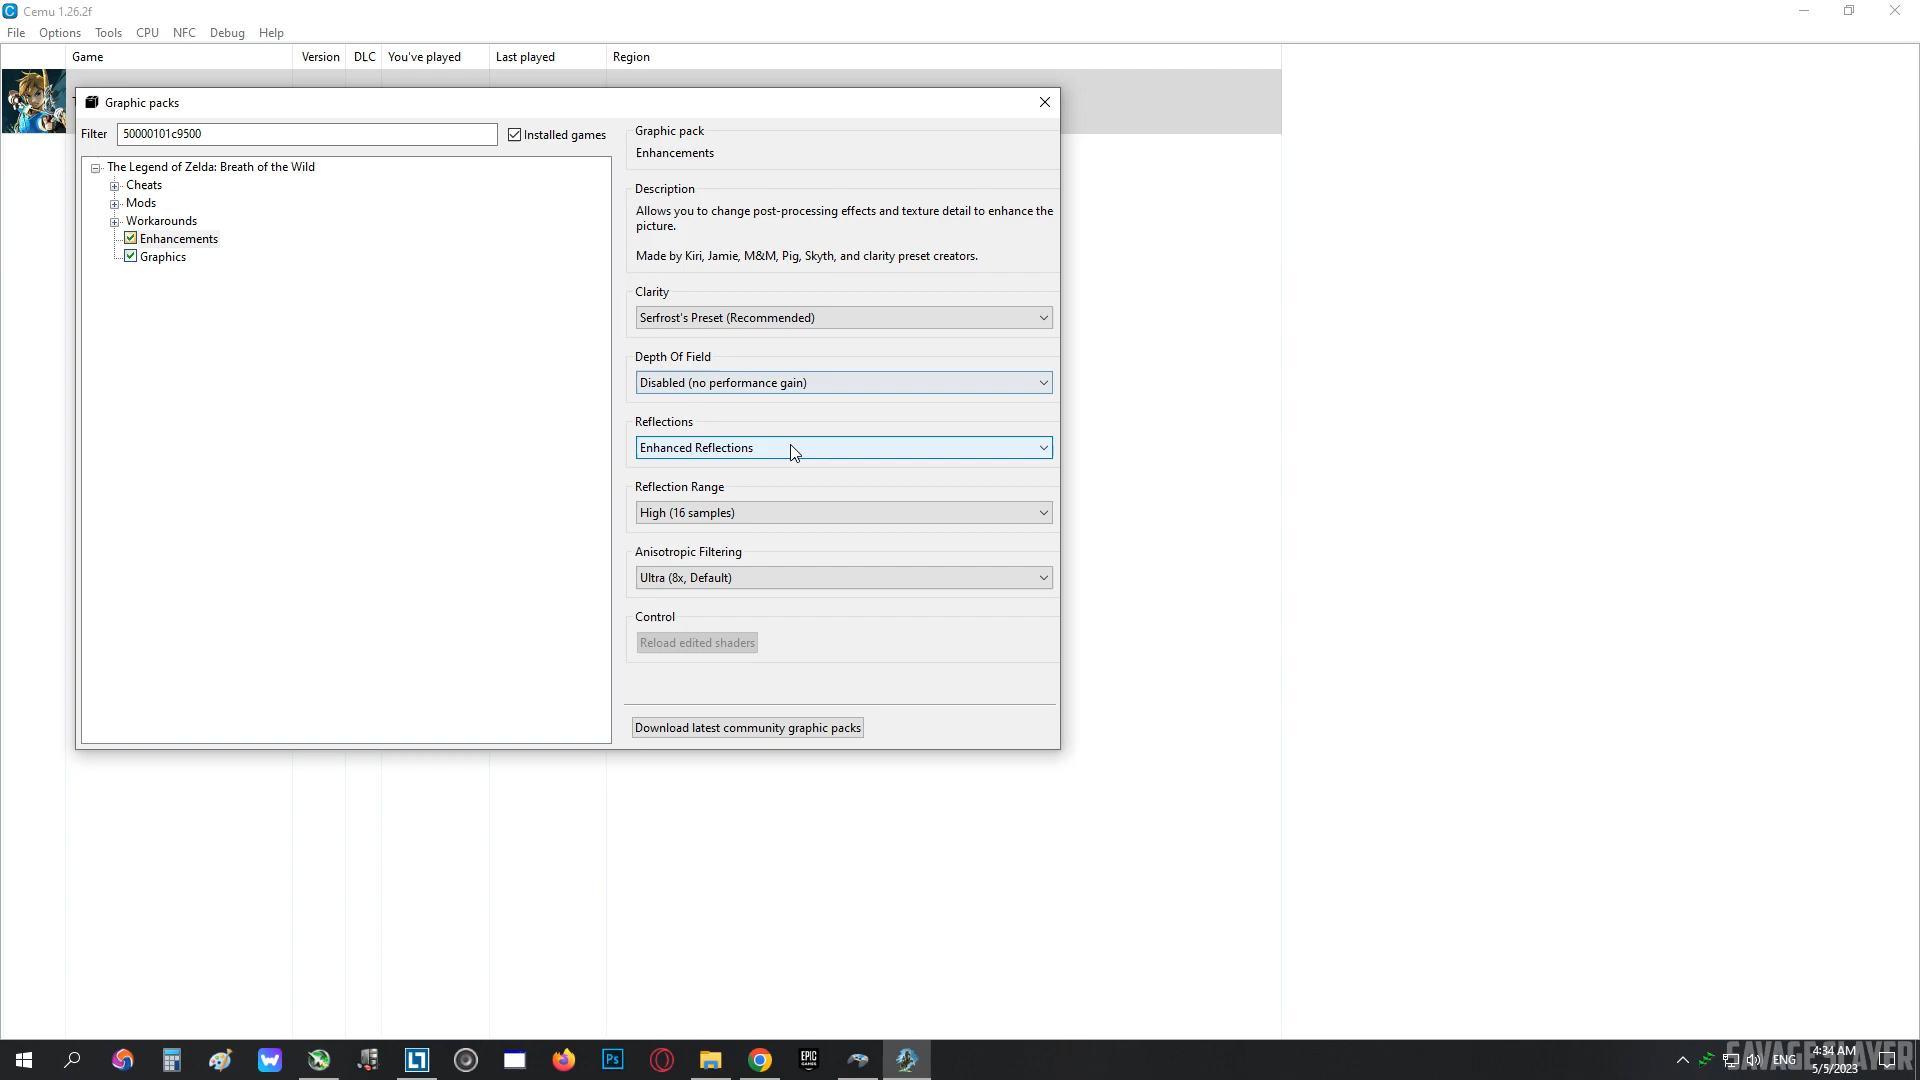 Cemu 1.26.2f
File Options Tools CPU NFC Debug Help
Game Version DLC You've played Last played Region
Graphic packs
Filter 50000101c9500 Installed games
The Legend of Zelda: Breath of the Wild
Cheats
Mods
Workarounds
Enhancements
Graphics
Graphic pack
Enhancements
Description
Allows you to change post-processing effects and texture detail to enhance the
picture.
Made by Kiri, Jamie, M&M, Pig, Skyth, and clarity preset creators.
Clarity
Serfrost's Preset (Recommended)
Depth Of Field
Disabled (no performance gain)
Reflections
Enhanced Reflections
Reflection Range
High (16 samples)
Anisotropic Filtering
Ultra (8x, Default)
Control
Reload edited shaders
Download latest community graphic packs
Ps
EPIC
GAMES
ENG
4:34 AM
5/5/2023
SAVAGESLAYER